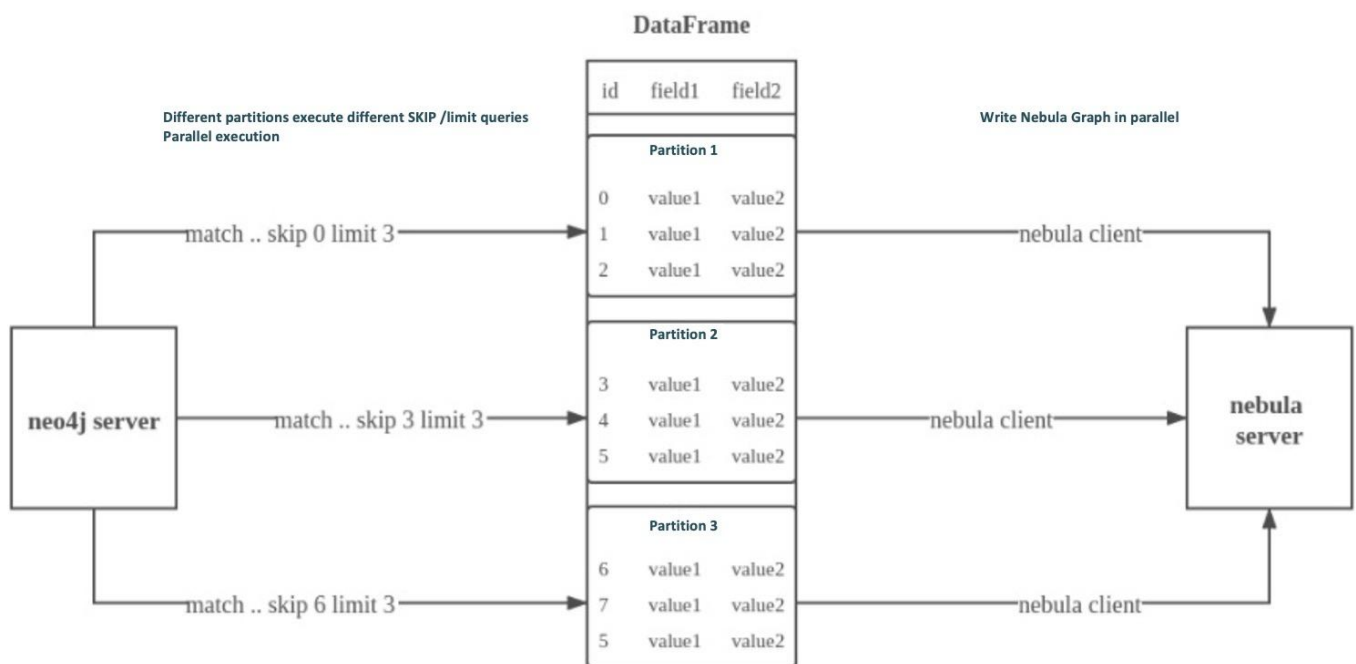 DataFrame
id field1 field2
Different partitions execute different SKIP /limit queries
Parallel execution
Write Nebula Graph in parallel
Partition 1
0 value1 value2
match .. skip 0 limit 3
1 value1 value2
nebula client
2 value1 value2
Partition 2
3 value1 value2
neo4j server
match .. skip 3 limit 3
4 value1 value2
nebula client
nebula
server
5 value1 value2
Partition 3
6 value1 value2
match .. skip 6 limit 3
7 value1 value2
nebula client
5 value1 value2